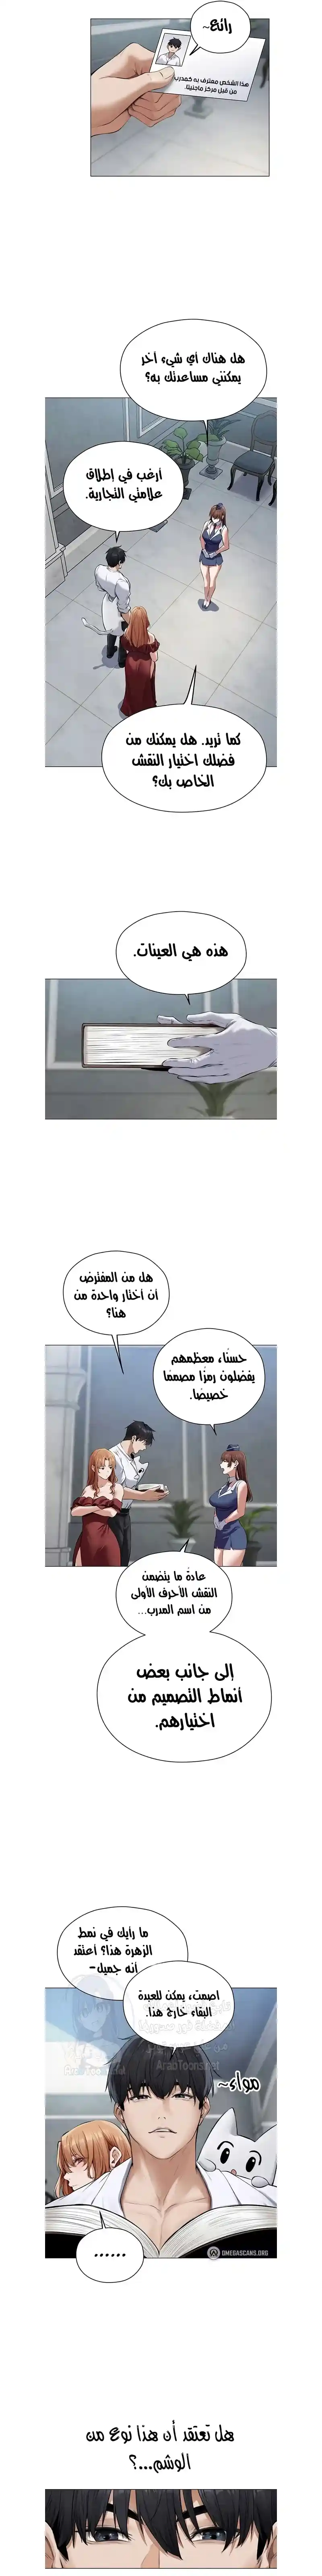 رائع~
هذا الشخص معترف به كمدرب
من قبل مركز ماجنيتا.
هل هناك أي شيء آخر
يمكنني مساعدتك به؟
أرغب في إطلاق
علامتي التجارية.
كما تريد. هل يمكنك من
فضلك اختيار النقش
الخاص بك؟
هذه هي العينات.
هل من المفترض
أن أختار واحدة من
هنا؟
حسنًا، معظمهم
يفضلون رمزًا مصممًا
خصيصًا.
عادةً ما يتضمن
النقش الأحرف الأولى
من اسم المدرب...
إلى جانب بعض
أنماط التصميم من
اختيارهم.
ما رأيك في نمط
الزهرة هذا؟ أعتقد
أنه جميل-
اصمت، يمكن للعبدة
البقاء خارج هذا.
ArabToons.net
مواء~
......
OMEGASCANS.ORG
هل تعتقد أن هذا نوع من
الوشم...؟